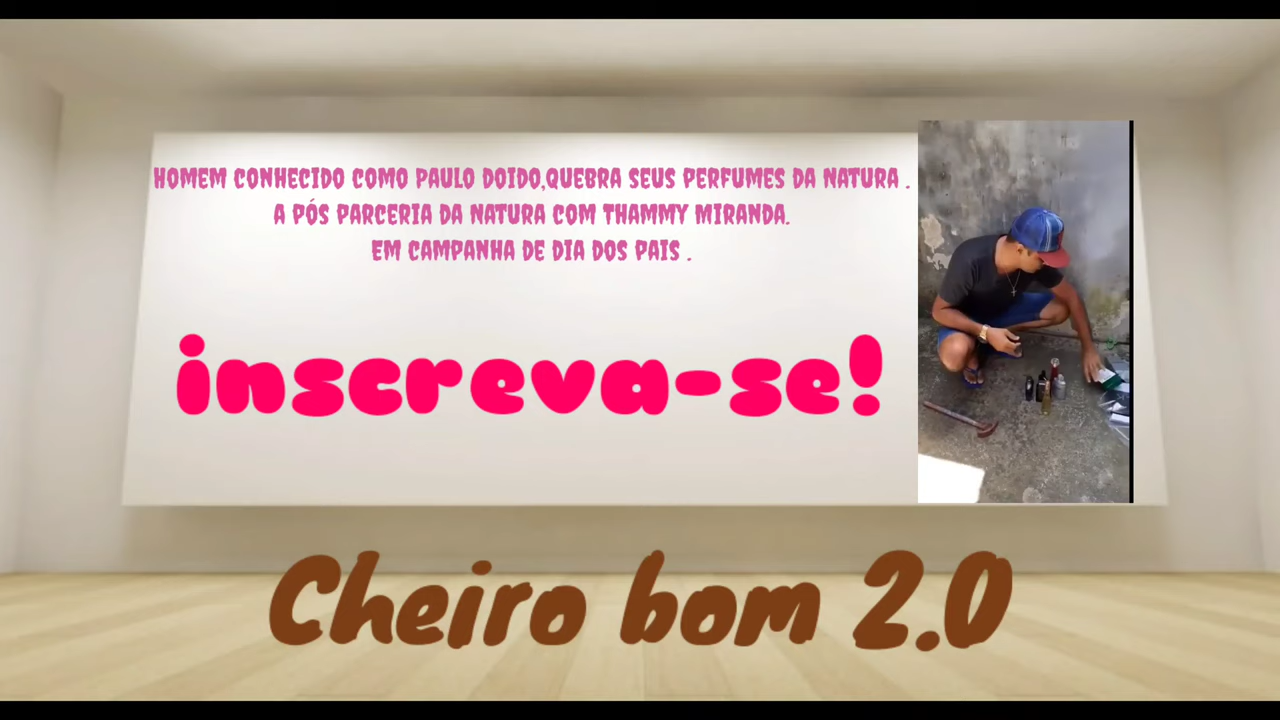 HOMEM CONHECIDO COMO PAULO DOIDO,QUEBRA SEUS PERFUMES DA NATURA .
A PÓS PARCERIA DA NATURA COM THAMMY MIRANDA.
EM CAMPANHA DE DIA DOS PAIS .
inscreva-se!
Cheiro bom 2.0